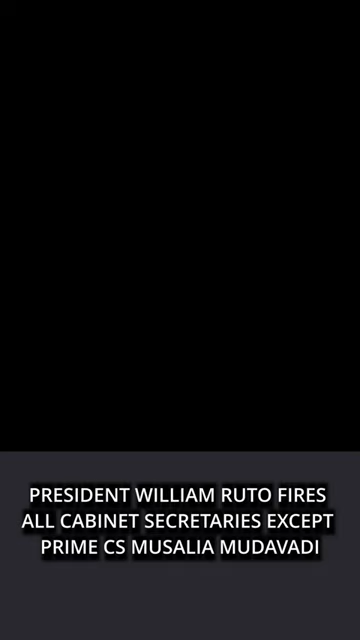 PRESIDENT WILLIAM RUTO FIRES
ALL CABINET SECRETARIES EXCEPT
PRIME CS MUSALIA MUDAVADI